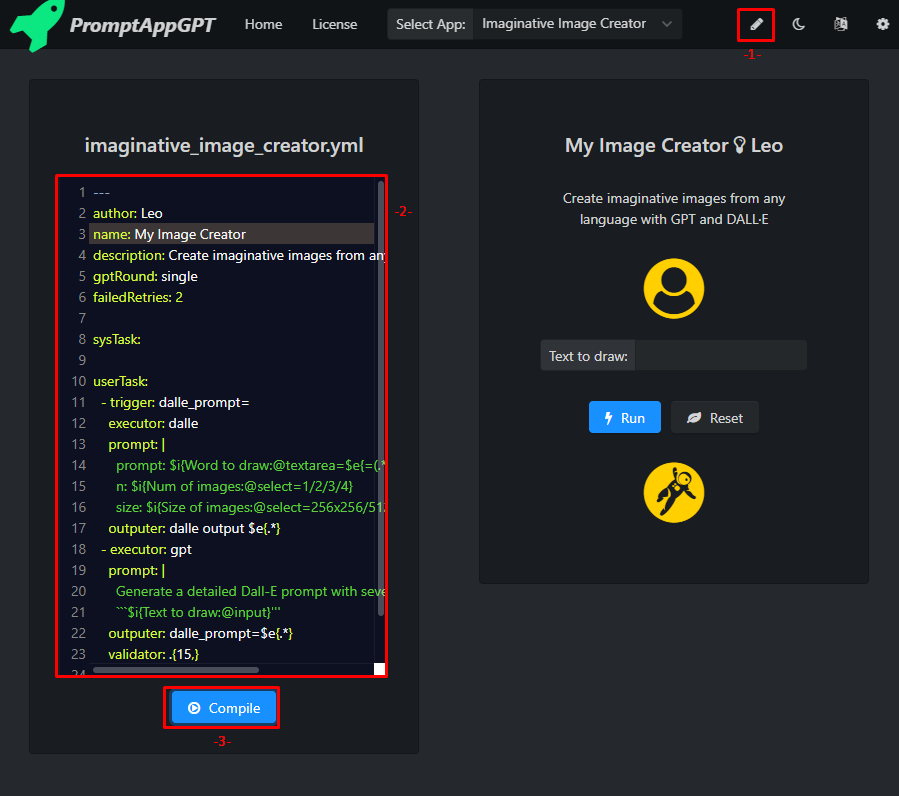 PromptAppGPT Home License Select App: Imaginative Image Creator
-1-
imaginative_image_creator.yml
-2-
1 ---
2 author: Leo
3 name: My Image Creator
4 description: Create imaginative images from any
5 gptRound: single
6 failedRetries: 2
7
8 sysTask:
9
10 userTask:
11 - trigger: dalle_prompt=
12 executor: dalle
13 prompt: |
14 prompt: $i{Word to draw:@textarea=$e{=(.*
15 n: $i{Num of images:@select=1/2/3/4}
16 size: $i{Size of images:@select=256x256/51
17 outputer: dalle output $e{.*}
18 - executor: gpt
19 prompt: |
20 Generate a detailed Dall-E prompt with seve
21 ```$i{Text to draw:@input}'''
22 outputer: dalle_prompt=$e{.*}
23 validator: .{15,}
24
Compile
-3-
My Image Creator Leo
Create imaginative images from any
language with GPT and DALL·E
Text to draw:
Run Reset